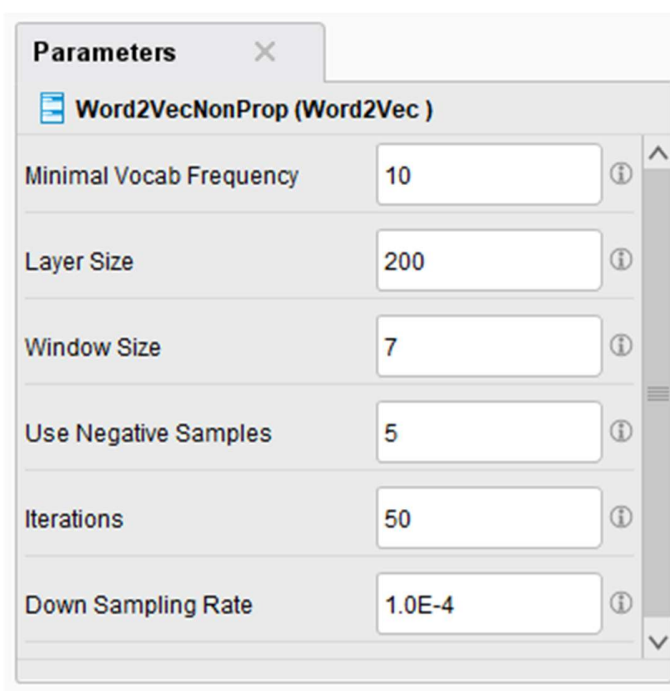 Parameters
Word2VecNonProp (Word2Vec )
Minimal Vocab Frequency 10
Layer Size 200
Window Size 7
Use Negative Samples 5
Iterations 50
Down Sampling Rate 1.0E-4